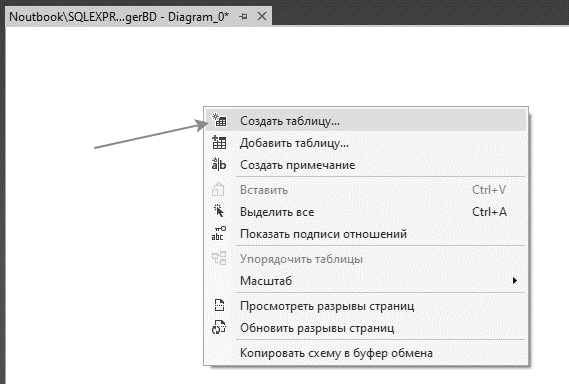 Noutbook\SQLEXPR...gerBD - Diagram_0*
Создать таблицу...
Добавить таблицу...
a|b Создать примечание
Вставить Ctrl+V
Выделить все Ctrl+A
abc Показать подписи отношений
Упорядочить таблицы
Масштаб
Просмотреть разрывы страниц
Обновить разрывы страниц
Копировать схему в буфер обмена